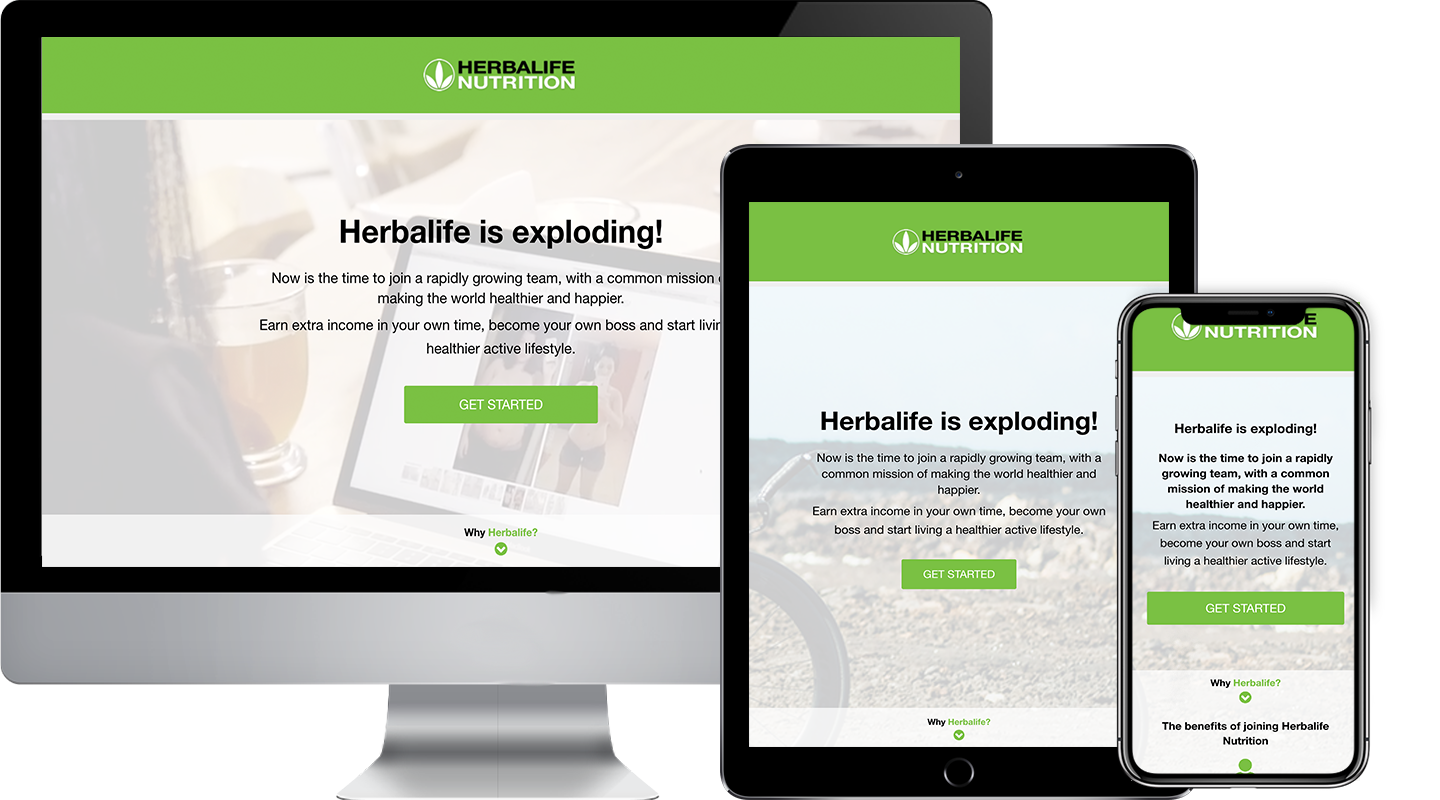 HERBALIFE
NUTRITION
Herbalife is exploding!
Now is the time to join a rapidly growing team, with a common mission
making the world healthier and happier.
Earn extra income in your own time, become your own boss and start
healthier active lifestyle.
GET STARTED
Why Herbalife?
HERBALIFE
NUTRITION
Herbalife is exploding!
Now is the time to join a rapidly growing team, with a
common mission of making the world healthier and
happier.
Earn extra income in your own time, become your own
boss and start living a healthier active lifestyle.
GET STARTED
Why Herbalife?
NUTRITION
Herbalife is exploding!
Now is the time to join a rapidly
growing team, with a common
mission of making the world
healthier and happier.
Earn extra income in your own time,
become your own boss and start
living a healthier active lifestyle.
GET STARTED
Why Herbalife?
The benefits of joining Herbalife
Nutrition